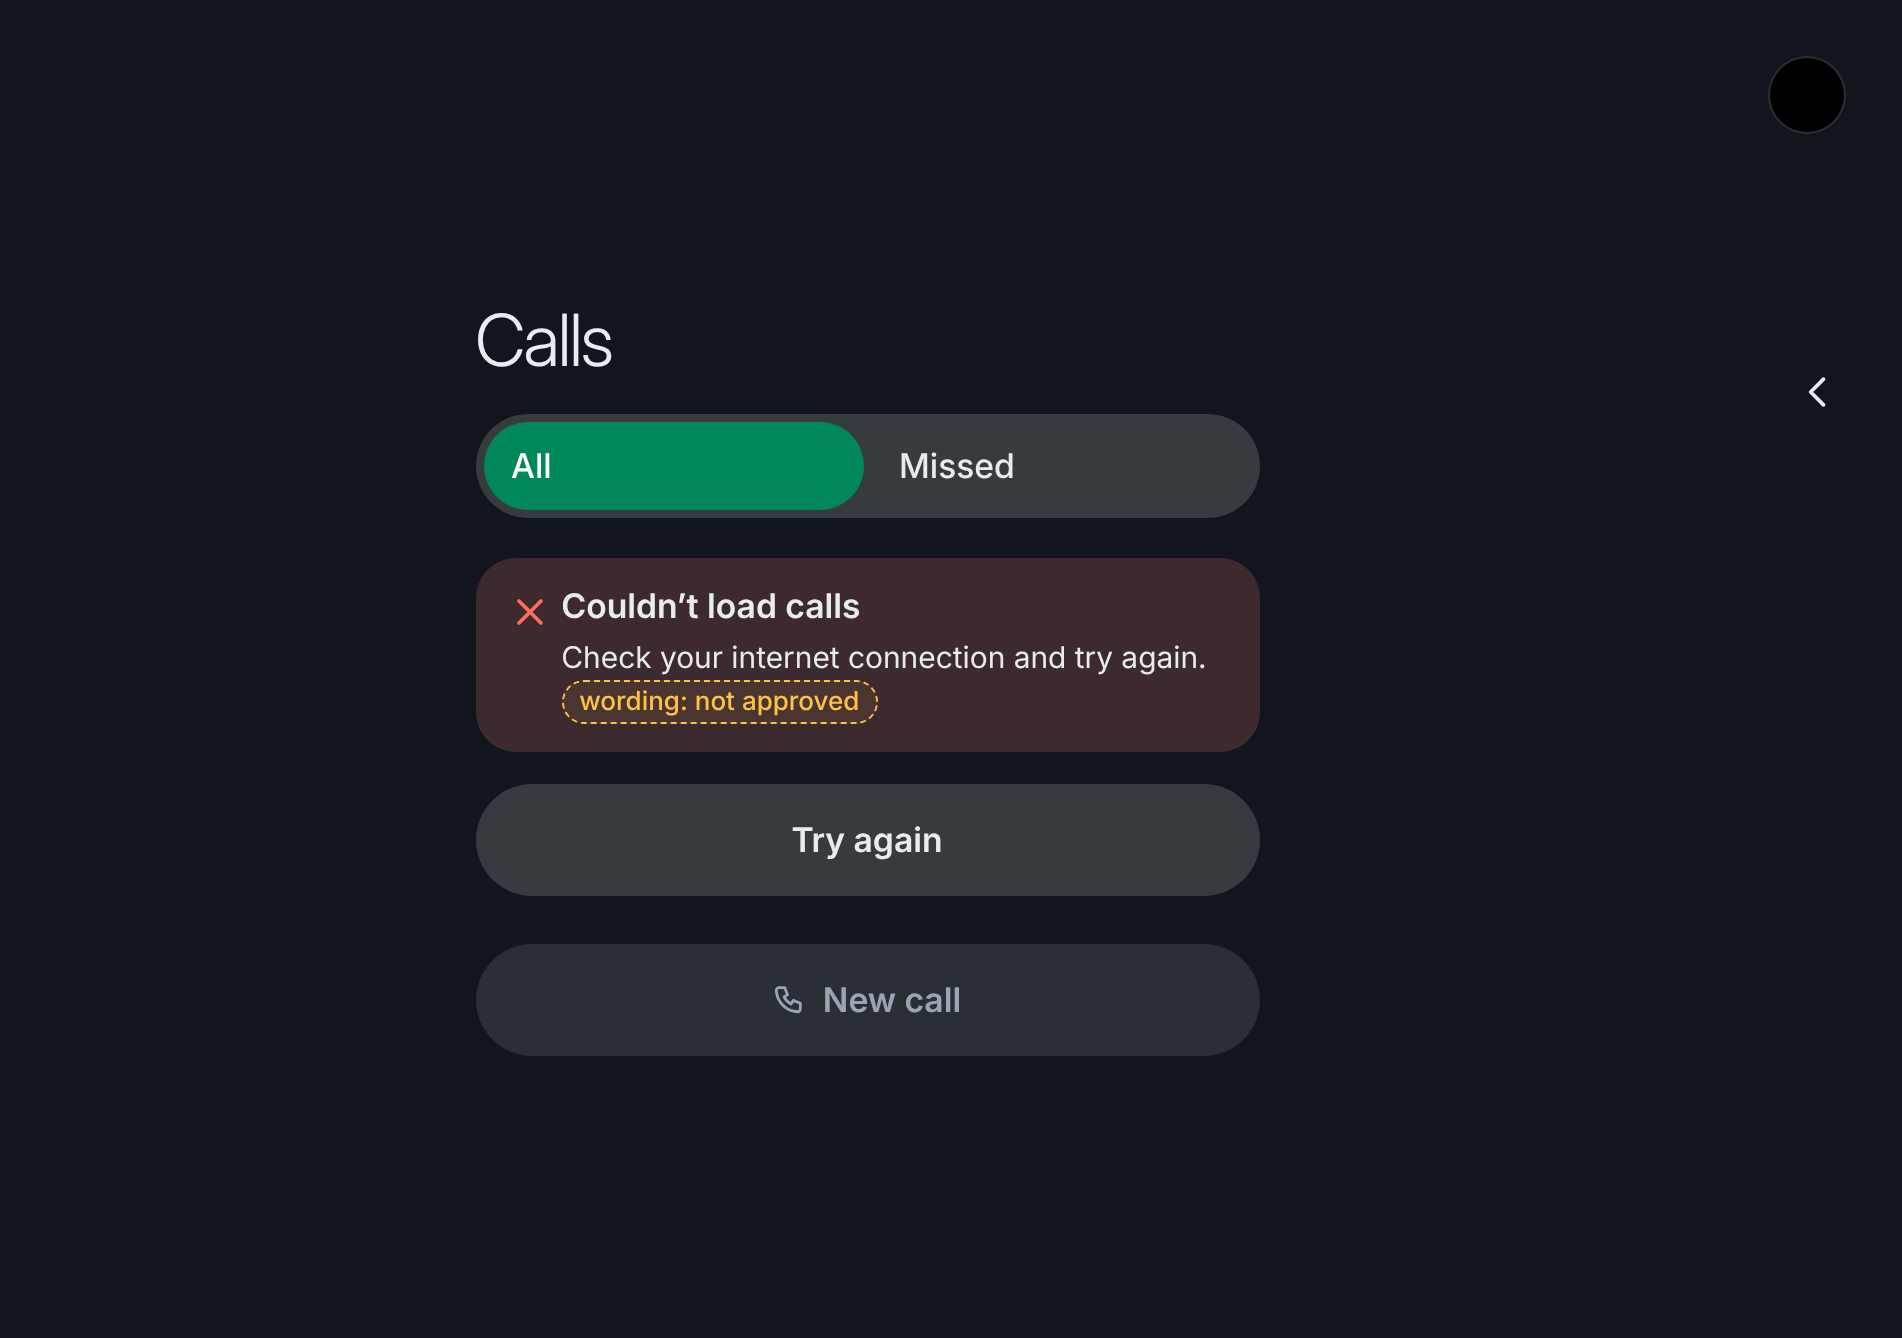 Calls
All
Missed
Couldn’t load calls
Check your internet connection and try again.
wording: not approved
Try again
New call